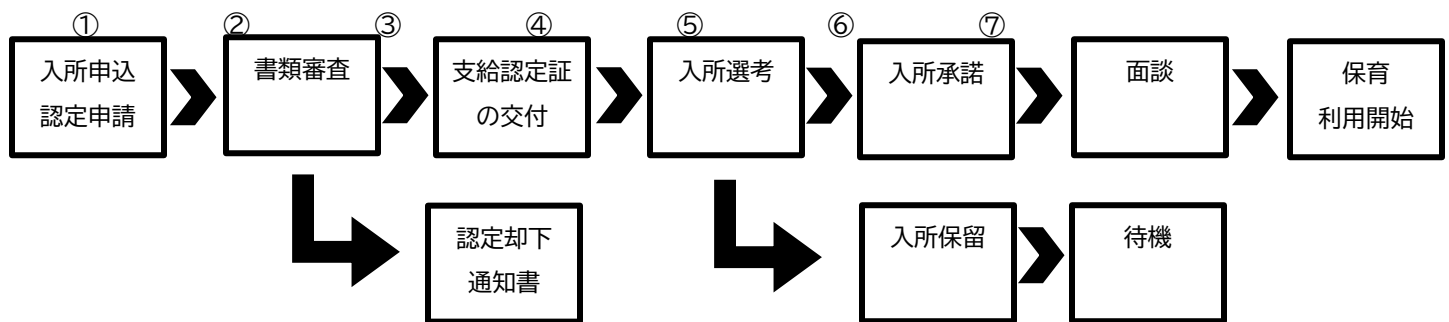 ① ② ③ ④ ⑤ ⑥ ⑦
入所申込
認定申請
書類審査
支給認定証
の交付
入所選考
入所承諾
面談
保育
利用開始
認定却下
通知書
入所保留
待機